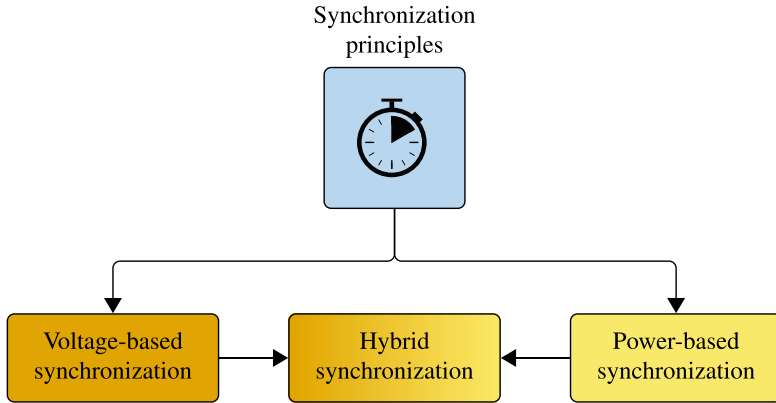 Synchronization
principles
Voltage-based
synchronization
Hybrid
synchronization
Power-based
synchronization